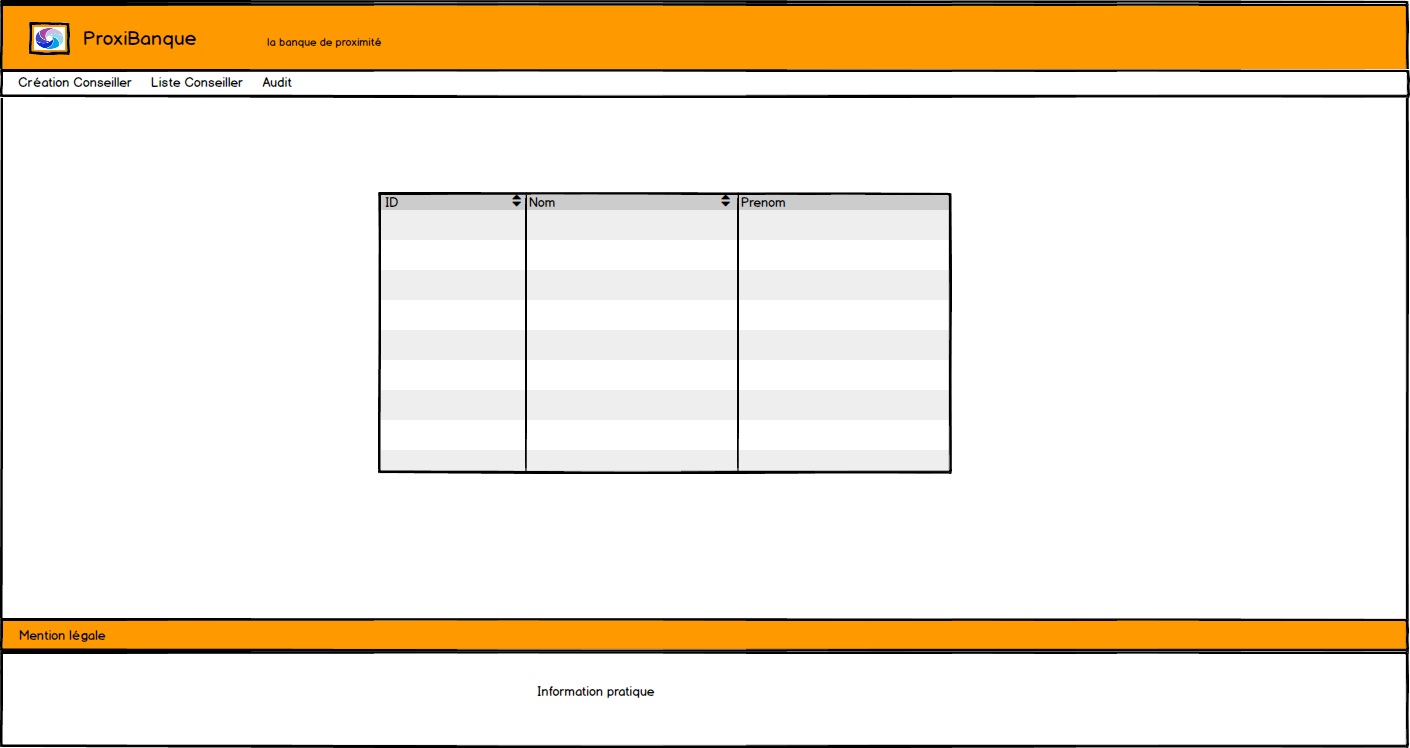 ProxiBanque la banque de proximité
Création Conseiller Liste Conseiller Audit
ID Nom Prenom
Mention légale
Information pratique